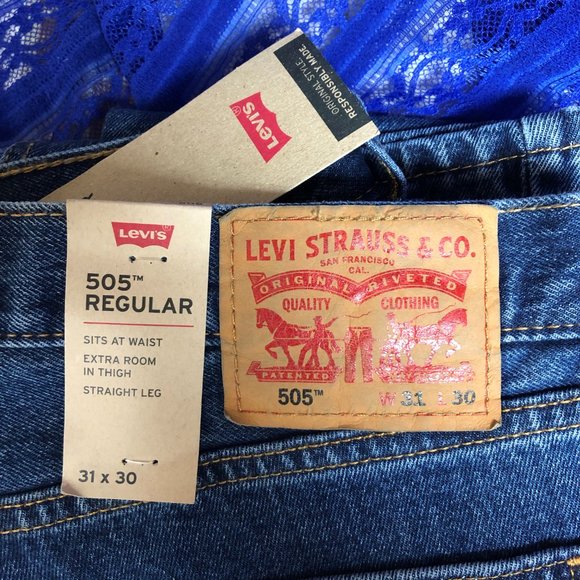 ORIGINAL STYLE.
RESPONSIBLY MADE
LEVI'S
LEVI'S
505™
REGULAR
SITS AT WAIST
EXTRA ROOM
IN THIGH
STRAIGHT LEG
31 x 30
LEVI STRAUSS & CO.
SAN FRANCISCO
CAL.
ORIGINAL RIVETED
QUALITY CLOTHING
PATENTED
505™ W 31 L 30